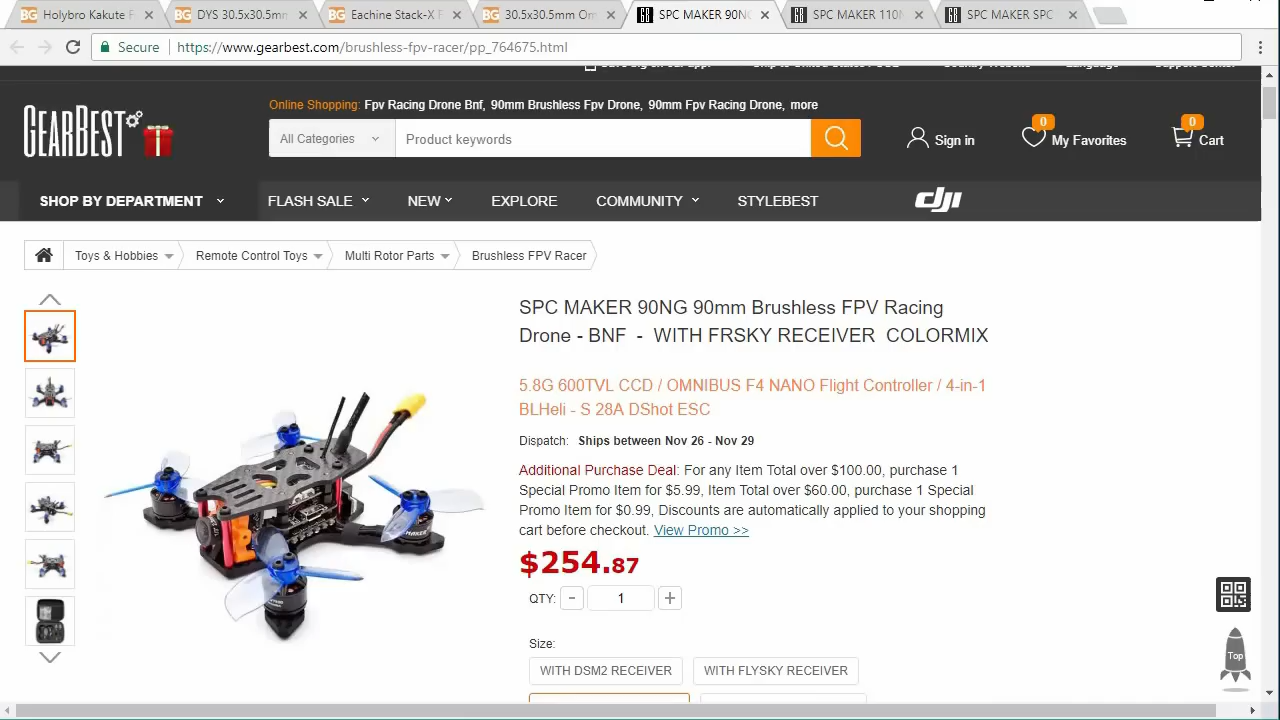 Holybro Kakute F
DYS 30.5x30.5mm
Eachine Stack-X F
30.5x30.5mm Om
SPC MAKER 90NG
SPC MAKER 110N
SPC MAKER
Secure
https://www.gearbest.com/brushless-fpv-racer/pp_764675.html
GEARBEST
Online Shopping: Fpv Racing Drone Bnf, 90mm Brushless Fpv Drone, 90mm Fpv Racing Drone, more
All Categories
Product keywords
Sign in
0
My Favorites
0
Cart
SHOP BY DEPARTMENT
FLASH SALE
NEW
EXPLORE
COMMUNITY
STYLEBEST
dji
Toys & Hobbies
Remote Control Toys
Multi Rotor Parts
Brushless FPV Racer
SPC MAKER 90NG 90mm Brushless FPV Racing
Drone - BNF - WITH FRSKY RECEIVER COLORMIX
5.8G 600TVL CCD / OMNIBUS F4 NANO Flight Controller / 4-in-1
BLHeli - S 28A DShot ESC
Dispatch: Ships between Nov 26 - Nov 29
Additional Purchase Deal: For any Item Total over $100.00, purchase 1
Special Promo Item for $5.99, Item Total over $60.00, purchase 1 Special
Promo Item for $0.99, Discounts are automatically applied to your shopping
cart before checkout. View Promo >>
$254.87
QTY: - 1 +
Size:
WITH DSM2 RECEIVER
WITH FLYSKY RECEIVER
Top